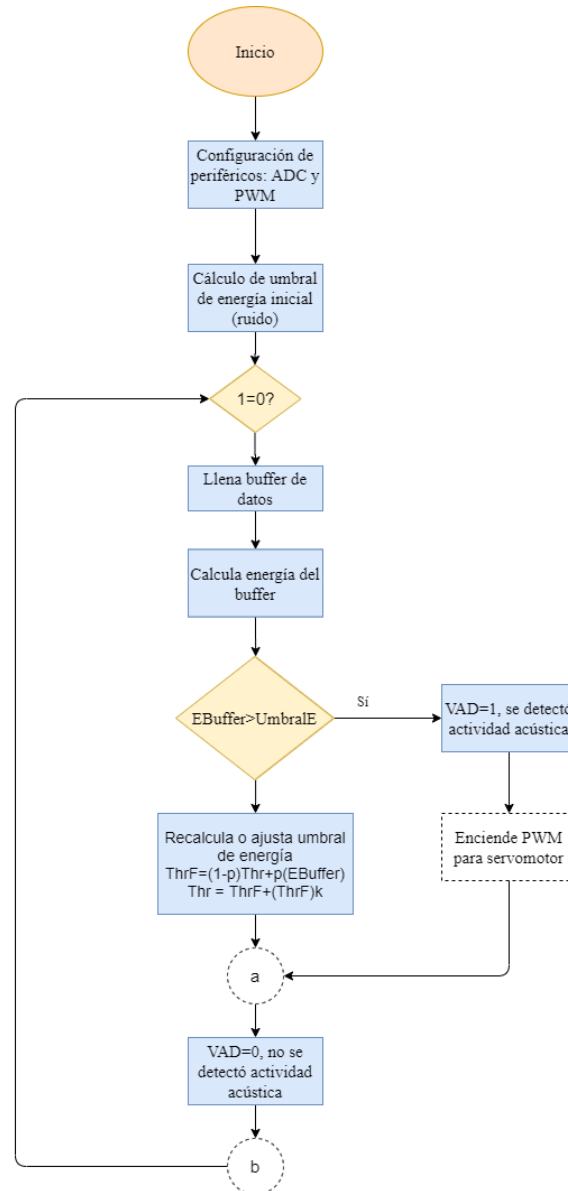 Inicio
Configuración de
periféricos: ADC y
PWM
Cálculo de umbral
de energía inicial
(ruido)
1=0?
Llena buffer de
datos
Calcula energía del
buffer
EBuffer>UmbralE
Sí
VAD=1, se detectó
actividad acústica
Enciende PWM
para servomotor
Recalcula o ajusta umbral
de energía
ThrF=(1-p)Thr+p(EBuffer)
Thr = ThrF+(ThrF)k
a
VAD=0, no se
detectó actividad
acústica
b